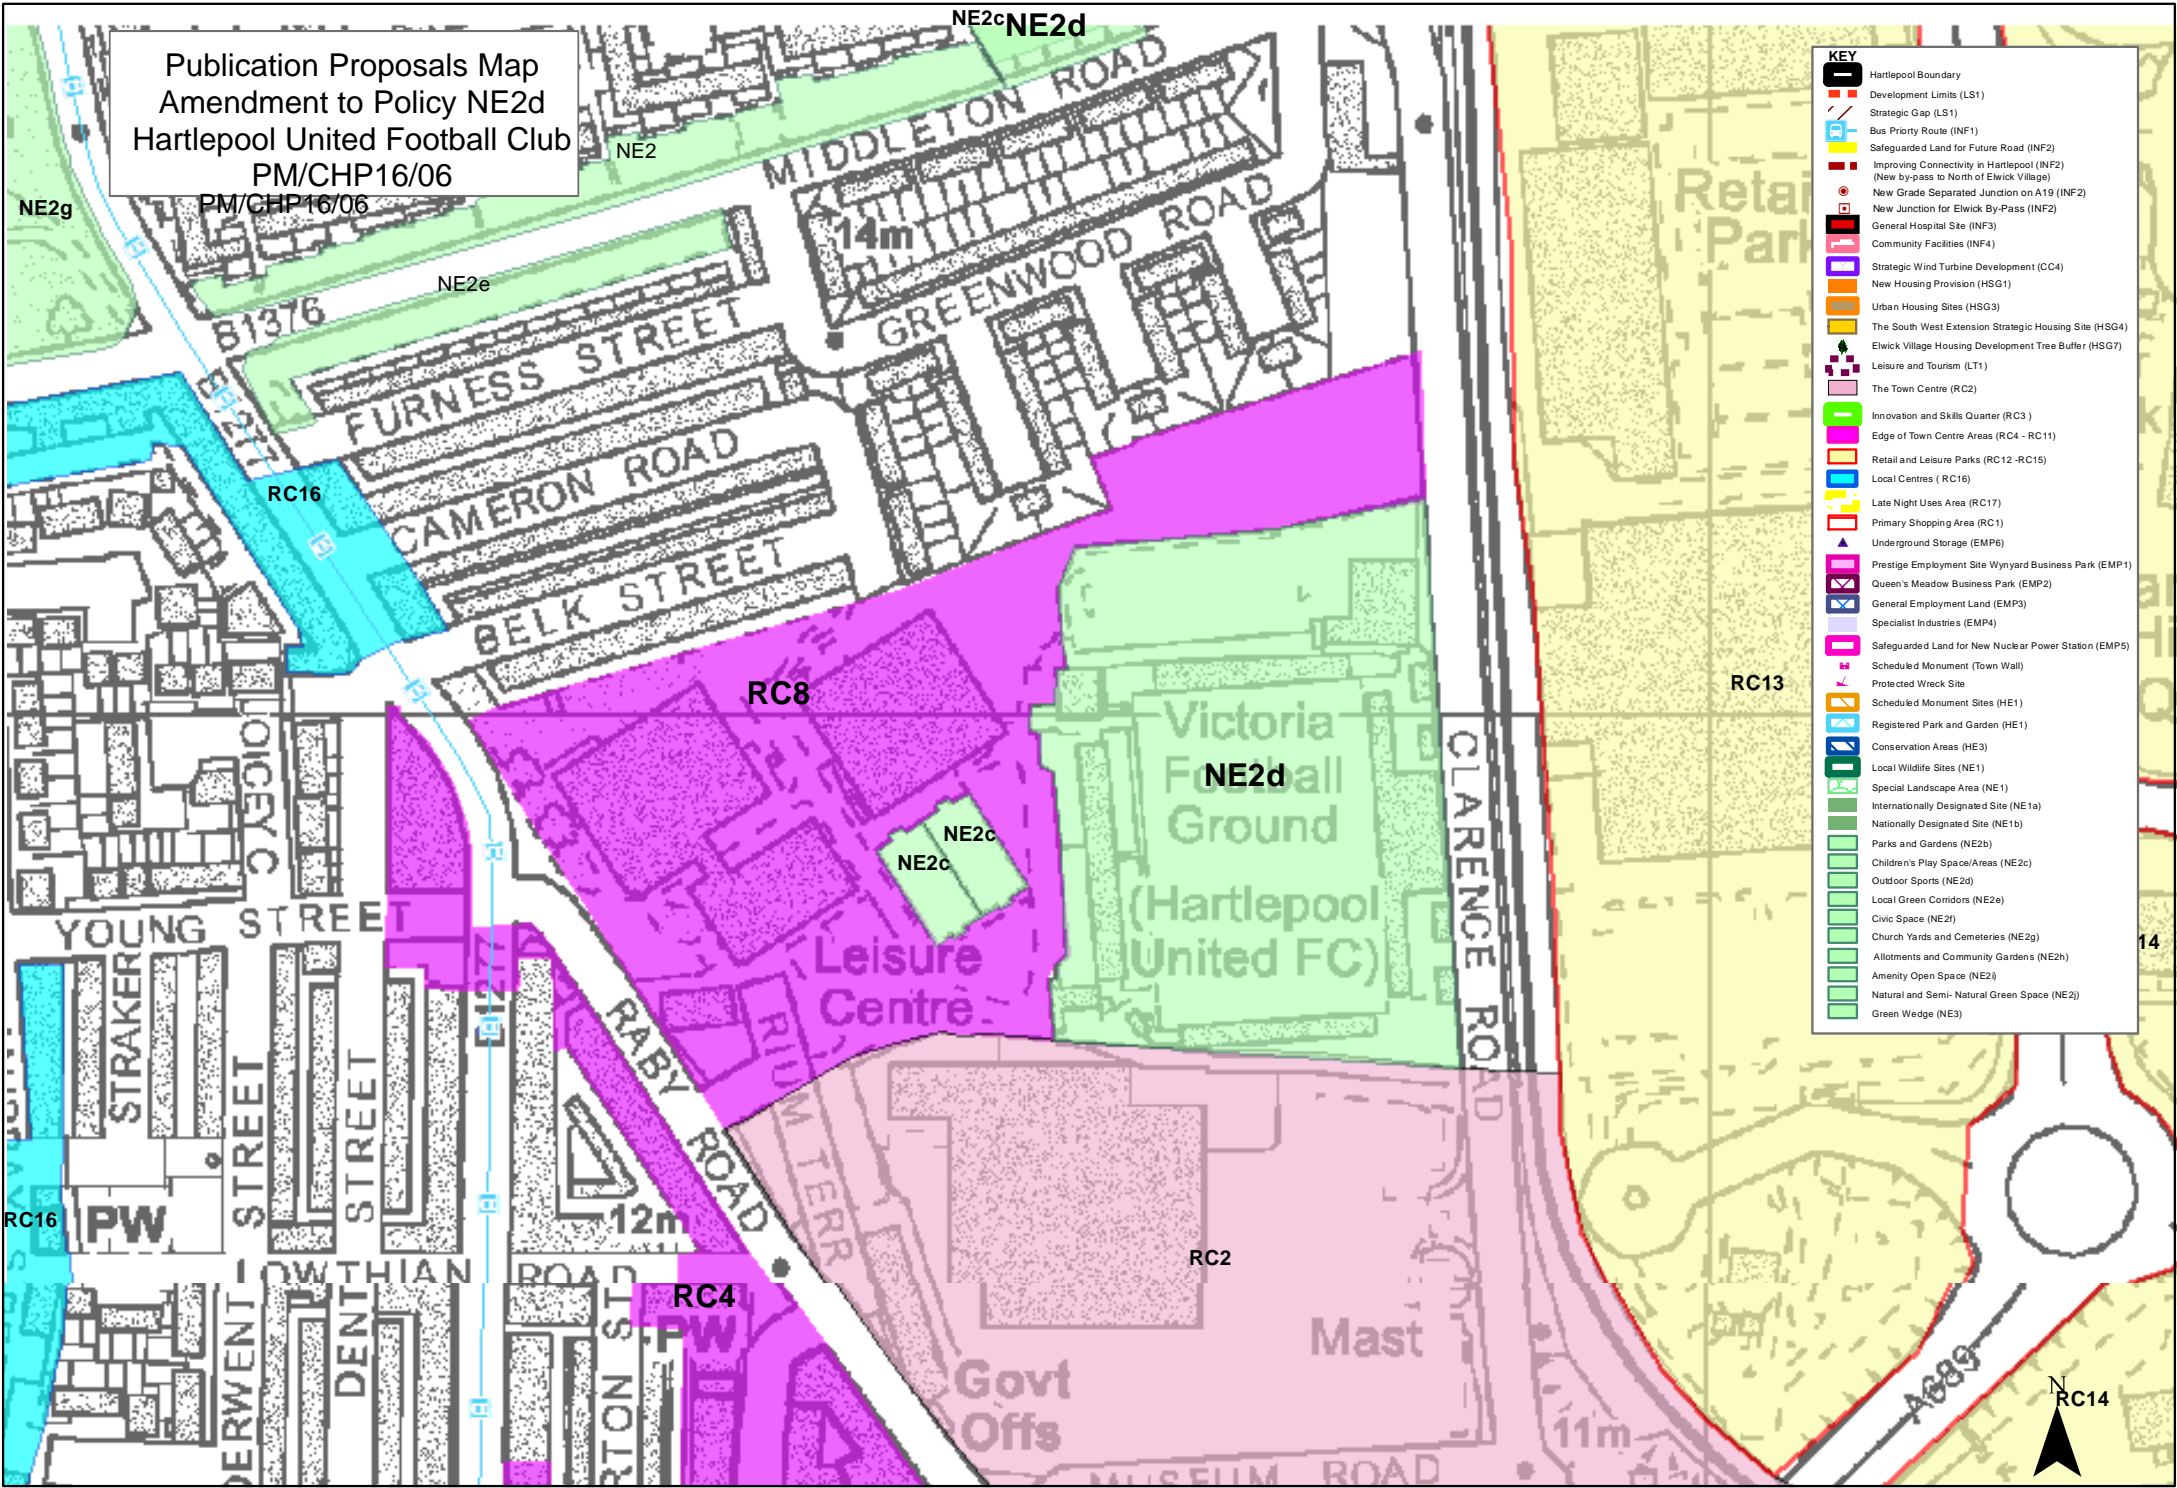 NE2c NE2d
Publication Proposals Map
Amendment to Policy NE2d
Hartlepool United Football Club
PM/CHP16/06
PM/CHP16/06
NE2g
NE2
NE2e
MIDDLETON ROAD
14m
GREENWOOD ROAD
B1376
FURNESS STREET
CAMERON ROAD
BELK STREET
RC16
RC8
Victoria
Football
Ground
(Hartlepool
United FC)
NE2d
NE2c
NE2c
Leisure
Centre
CLARENCE ROAD
RC13
14
YOUNG STREET
STRAKER
STREET
STREET
RABY ROAD
12m
PW
RC16
LOWTHIAN ROAD
RC4
PW
DENT
RTON ST
RC2
Mast
Govt
Offs
11m
MUSEUM ROAD
A689
N
RC14
KEY
Hartlepool Boundary
Development Limits (LS1)
Strategic Gap (LS1)
Bus Priorty Route (INF1)
Safeguarded Land for Future Road (INF2)
Improving Connectivity in Hartlepool (INF2)
(New by-pass to North of Elwick Village)
New Grade Separated Junction on A19 (INF2)
New Junction for Elwick By-Pass (INF2)
General Hospital Site (INF3)
Community Facilities (INF4)
Strategic Wind Turbine Development (CC4)
New Housing Provision (HSG1)
Urban Housing Sites (HSG3)
The South West Extension Strategic Housing Site (HSG4)
Elwick Village Housing Development Tree Buffer (HSG7)
Leisure and Tourism (LT1)
The Town Centre (RC2)
Innovation and Skills Quarter (RC3 )
Edge of Town Centre Areas (RC4 - RC11)
Retail and Leisure Parks (RC12 -RC15)
Local Centres ( RC16)
Late Night Uses Area (RC17)
Primary Shopping Area (RC1)
Underground Storage (EMP6)
Prestige Employment Site Wynyard Business Park (EMP1)
Queen's Meadow Business Park (EMP2)
General Employment Land (EMP3)
Specialist Industries (EMP4)
Safeguarded Land for New Nuclear Power Station (EMP5)
Scheduled Monument (Town Wall)
Protected Wreck Site
Scheduled Monument Sites (HE1)
Registered Park and Garden (HE1)
Conservation Areas (HE3)
Local Wildlife Sites (NE1)
Special Landscape Area (NE1)
Internationally Designated Site (NE1a)
Nationally Designated Site (NE1b)
Parks and Gardens (NE2b)
Children's Play Space/Areas (NE2c)
Outdoor Sports (NE2d)
Local Green Corridors (NE2e)
Civic Space (NE2f)
Church Yards and Cemeteries (NE2g)
Allotments and Community Gardens (NE2h)
Amenity Open Space (NE2i)
Natural and Semi- Natural Green Space (NE2j)
Green Wedge (NE3)